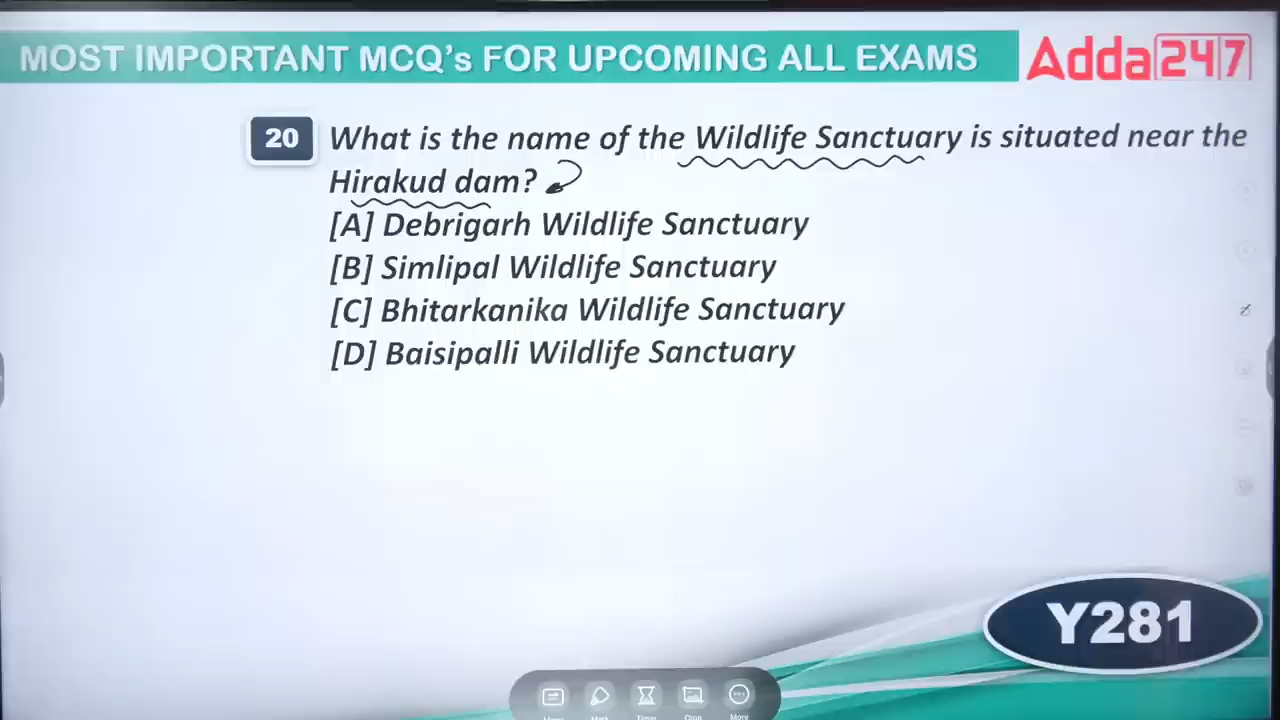 MOST IMPORTANT MCQ's FOR UPCOMING ALL EXAMS
Adda247
20
What is the name of the Wildlife Sanctuary is situated near the
Hirakud dam?
[A] Debrigarh Wildlife Sanctuary
[B] Simlipal Wildlife Sanctuary
[C] Bhitarkanika Wildlife Sanctuary
[D] Baisipalli Wildlife Sanctuary
Y281
More